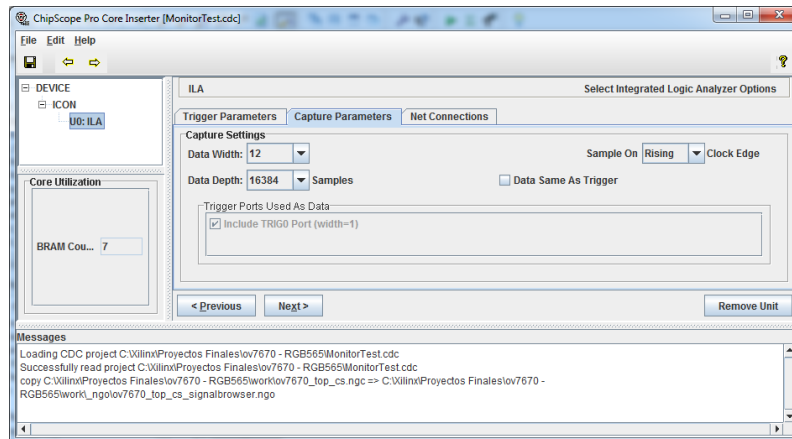 ChipScope Pro Core Inserter [MonitorTest.cdc]
File Edit Help
DEVICE
ICON
U0: ILA
Core Utilization
BRAM Cou... 7
ILA Select Integrated Logic Analyzer Options
Trigger Parameters Capture Parameters Net Connections
Capture Settings
Data Width: 12 Sample On Rising Clock Edge
Data Depth: 16384 Samples Data Same As Trigger
Trigger Ports Used As Data
Include TRIG0 Port (width=1)
< Previous Next > Remove Unit
Messages
Loading CDC project C:\Xilinx\Proyectos Finales\ov7670 - RGB565\MonitorTest.cdc
Successfully read project C:\Xilinx\Proyectos Finales\ov7670 - RGB565\MonitorTest.cdc
copy C:\Xilinx\Proyectos Finales\ov7670 - RGB565\work\ov7670_top_cs.ngc => C:\Xilinx\Proyectos Finales\ov7670 -
RGB565\work\_ngo\ov7670_top_cs_signalbrowser.ngo